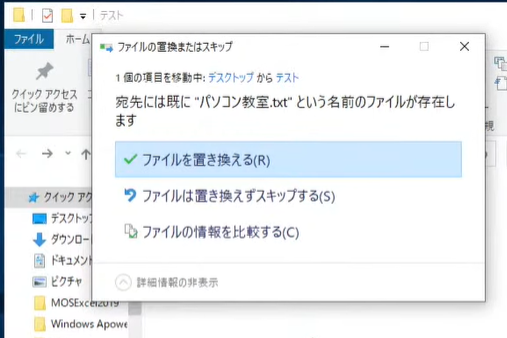 テスト
ファイル
ホーム
クイック アクセス
にピン留めする
ファイルの置換またはスキップ
1 個の項目を移動中: デスクトップ から テスト
宛先には既に "パソコン教室.txt" という名前のファイルが存在し
ます
ファイルを置き換える(R)
ファイルは置き換えずスキップする(S)
ファイルの情報を比較する(C)
詳細情報の非表示
規
クイック アク
デスクトップ
ダウンロー
ドキュメント
ピクチャ
MOSExcel2019
Windows Apowe